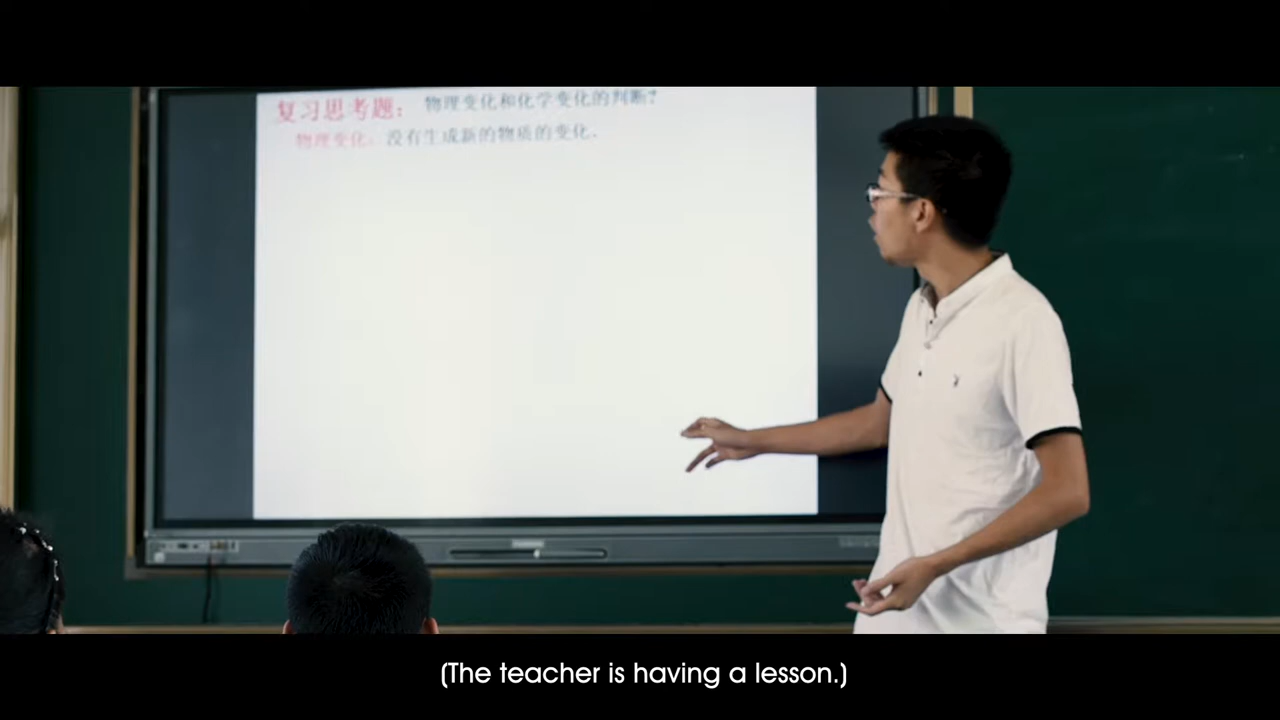 复习思考题： 物理变化和化学变化的判断？
物理变化：没有生成新的物质的变化.
(The teacher is having a lesson.)